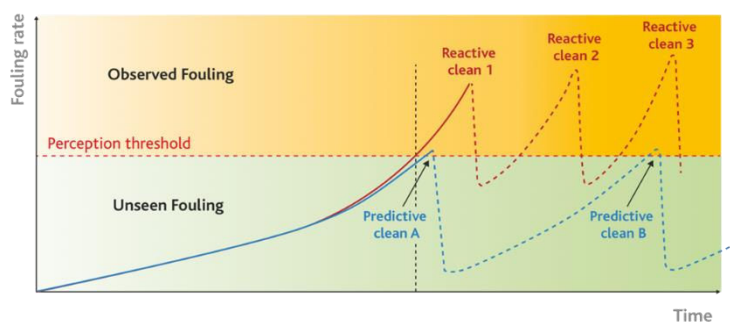 Fouling rate
Observed Fouling
Reactive
clean 1
Reactive
clean 2
Reactive
clean 3
Perception threshold
Unseen Fouling
Predictive
clean A
Predictive
clean B
Time